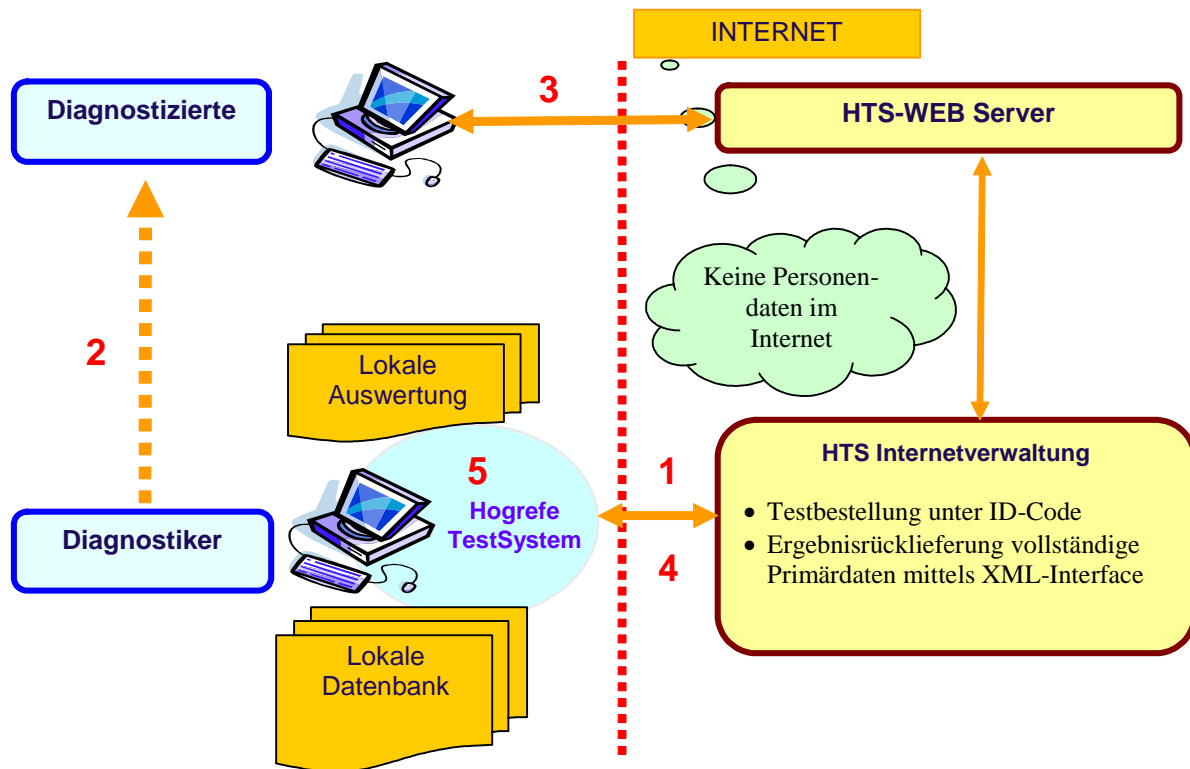 INTERNET
Diagnostizierte
3
HTS-WEB Server
Keine Personen-
daten im
Internet
2
Lokale
Auswertung
5
Hogrefe
TestSystem
1
4
HTS Internetverwaltung
• Testbestellung unter ID-Code
• Ergebnisrücklieferung vollständige
Primärdaten mittels XML-Interface
Diagnostiker
Lokale
Datenbank